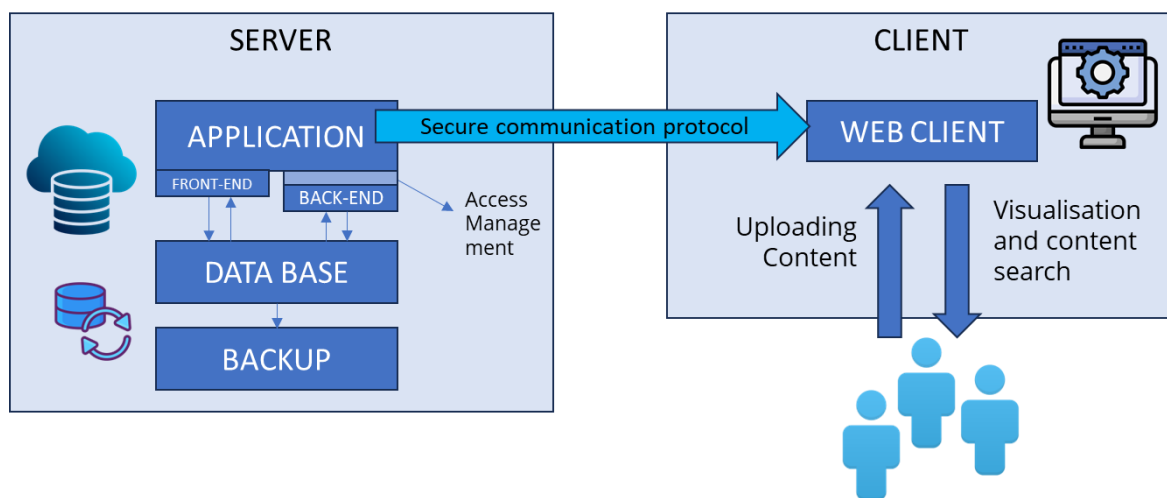 SERVER
APPLICATION
FRONT-END
BACK-END
Access
Manage
ment
DATA BASE
BACKUP
Secure communication protocol
CLIENT
WEB CLIENT
Uploading
Content
Visualisation
and content
search